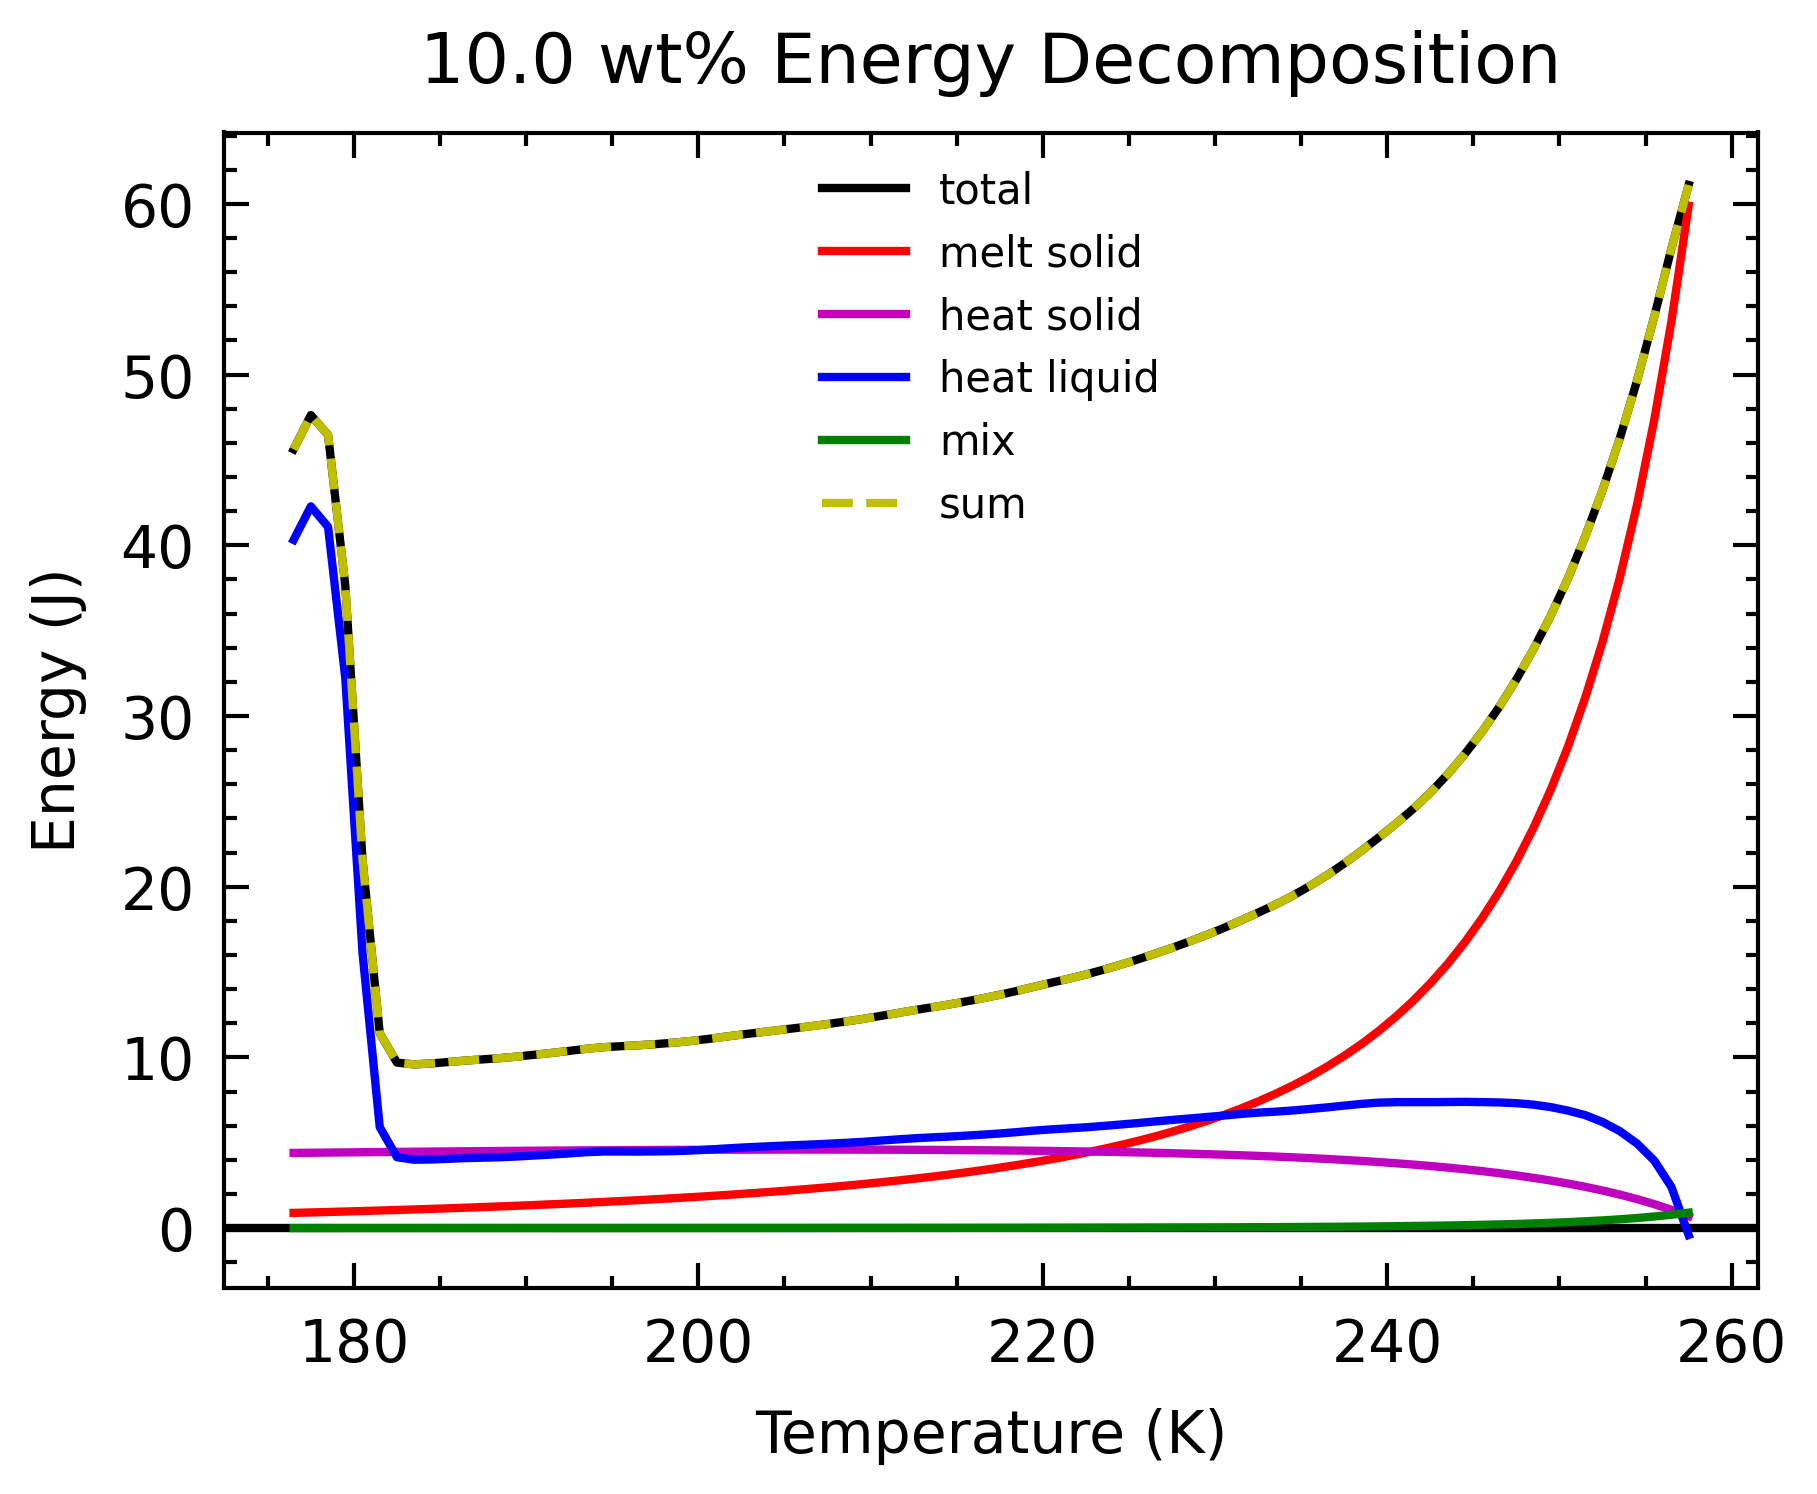 10.0 wt% Energy Decomposition
total
melt solid
heat solid
heat liquid
mix
sum
60
50
40
30
20
10
0
Energy (J)
180 200 220 240 260
Temperature (K)